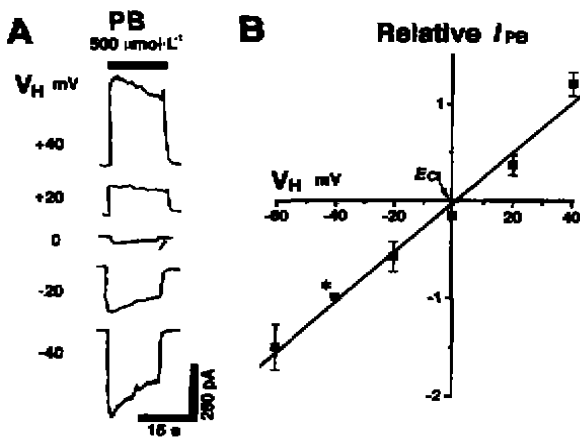 A
PB
500 μmol·L⁻¹
V_H mV
+40
+20
0
-20
-40
250 pA
15 s
B
Relative I_PB
1
E_Cl
V_H mV
-60 -40 -20 0 20 40
*
-1
-2